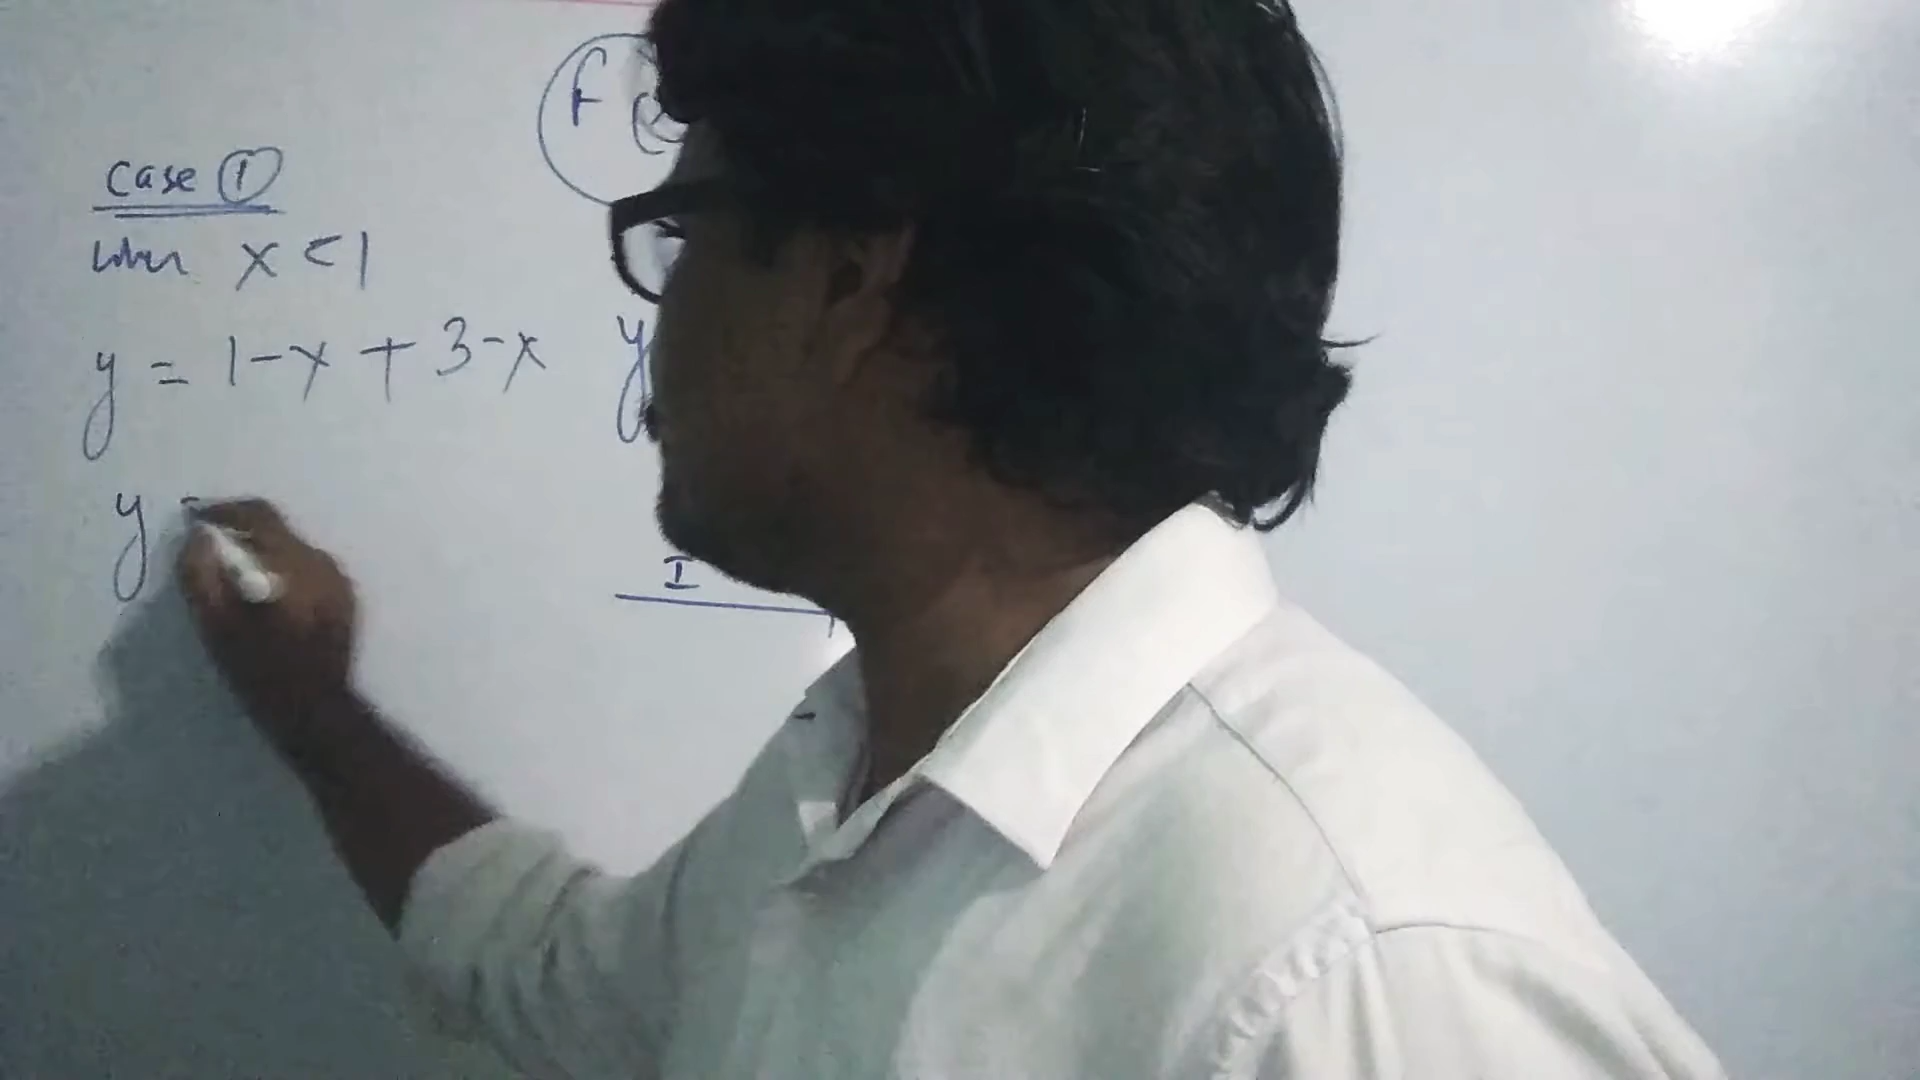 f (x
case ①
when x < 1
y = 1-x + 3-x
y
y =
I